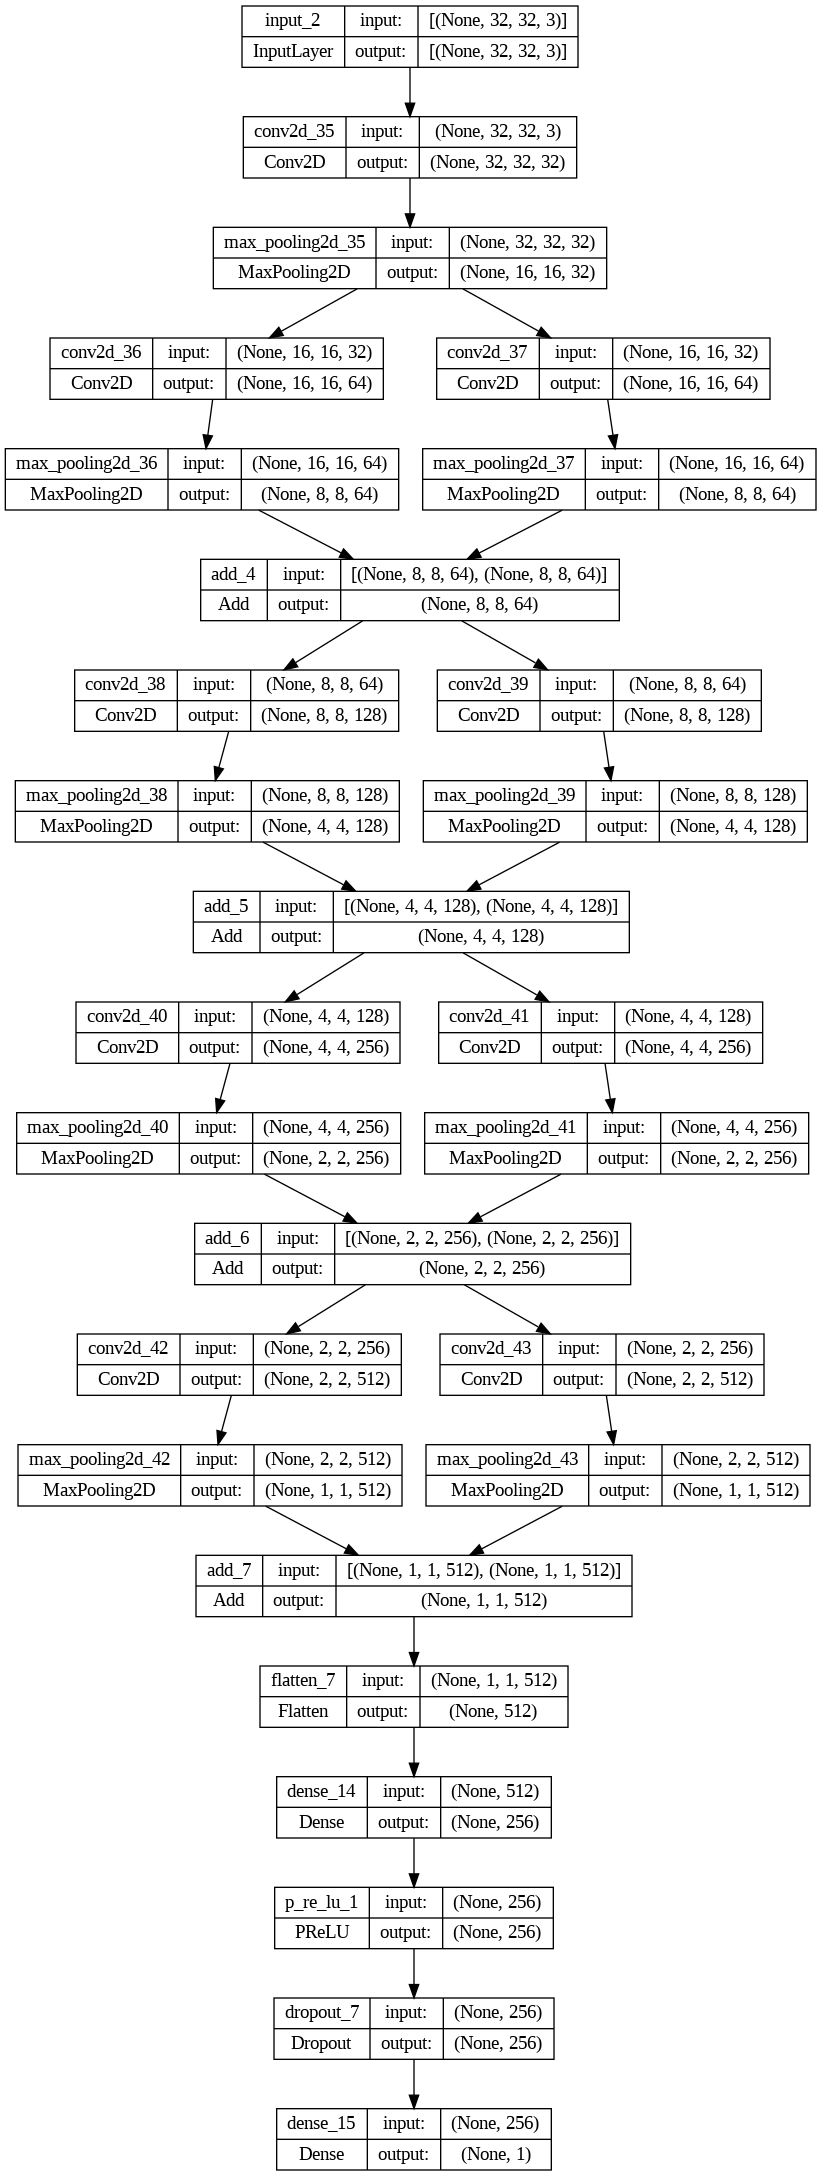 input_2 input: [(None, 32, 32, 3)]
InputLayer output: [(None, 32, 32, 3)]
conv2d_35 input: (None, 32, 32, 3)
Conv2D output: (None, 32, 32, 32)
max_pooling2d_35 input: (None, 32, 32, 32)
MaxPooling2D output: (None, 16, 16, 32)
conv2d_36 input: (None, 16, 16, 32)
Conv2D output: (None, 16, 16, 64)
conv2d_37 input: (None, 16, 16, 32)
Conv2D output: (None, 16, 16, 64)
max_pooling2d_36 input: (None, 16, 16, 64)
MaxPooling2D output: (None, 8, 8, 64)
max_pooling2d_37 input: (None, 16, 16, 64)
MaxPooling2D output: (None, 8, 8, 64)
add_4 input: [(None, 8, 8, 64), (None, 8, 8, 64)]
Add output: (None, 8, 8, 64)
conv2d_38 input: (None, 8, 8, 64)
Conv2D output: (None, 8, 8, 128)
conv2d_39 input: (None, 8, 8, 64)
Conv2D output: (None, 8, 8, 128)
max_pooling2d_38 input: (None, 8, 8, 128)
MaxPooling2D output: (None, 4, 4, 128)
max_pooling2d_39 input: (None, 8, 8, 128)
MaxPooling2D output: (None, 4, 4, 128)
add_5 input: [(None, 4, 4, 128), (None, 4, 4, 128)]
Add output: (None, 4, 4, 128)
conv2d_40 input: (None, 4, 4, 128)
Conv2D output: (None, 4, 4, 256)
conv2d_41 input: (None, 4, 4, 128)
Conv2D output: (None, 4, 4, 256)
max_pooling2d_40 input: (None, 4, 4, 256)
MaxPooling2D output: (None, 2, 2, 256)
max_pooling2d_41 input: (None, 4, 4, 256)
MaxPooling2D output: (None, 2, 2, 256)
add_6 input: [(None, 2, 2, 256), (None, 2, 2, 256)]
Add output: (None, 2, 2, 256)
conv2d_42 input: (None, 2, 2, 256)
Conv2D output: (None, 2, 2, 512)
conv2d_43 input: (None, 2, 2, 256)
Conv2D output: (None, 2, 2, 512)
max_pooling2d_42 input: (None, 2, 2, 512)
MaxPooling2D output: (None, 1, 1, 512)
max_pooling2d_43 input: (None, 2, 2, 512)
MaxPooling2D output: (None, 1, 1, 512)
add_7 input: [(None, 1, 1, 512), (None, 1, 1, 512)]
Add output: (None, 1, 1, 512)
flatten_7 input: (None, 1, 1, 512)
Flatten output: (None, 512)
dense_14 input: (None, 512)
Dense output: (None, 256)
p_re_lu_1 input: (None, 256)
PReLU output: (None, 256)
dropout_7 input: (None, 256)
Dropout output: (None, 256)
dense_15 input: (None, 256)
Dense output: (None, 1)